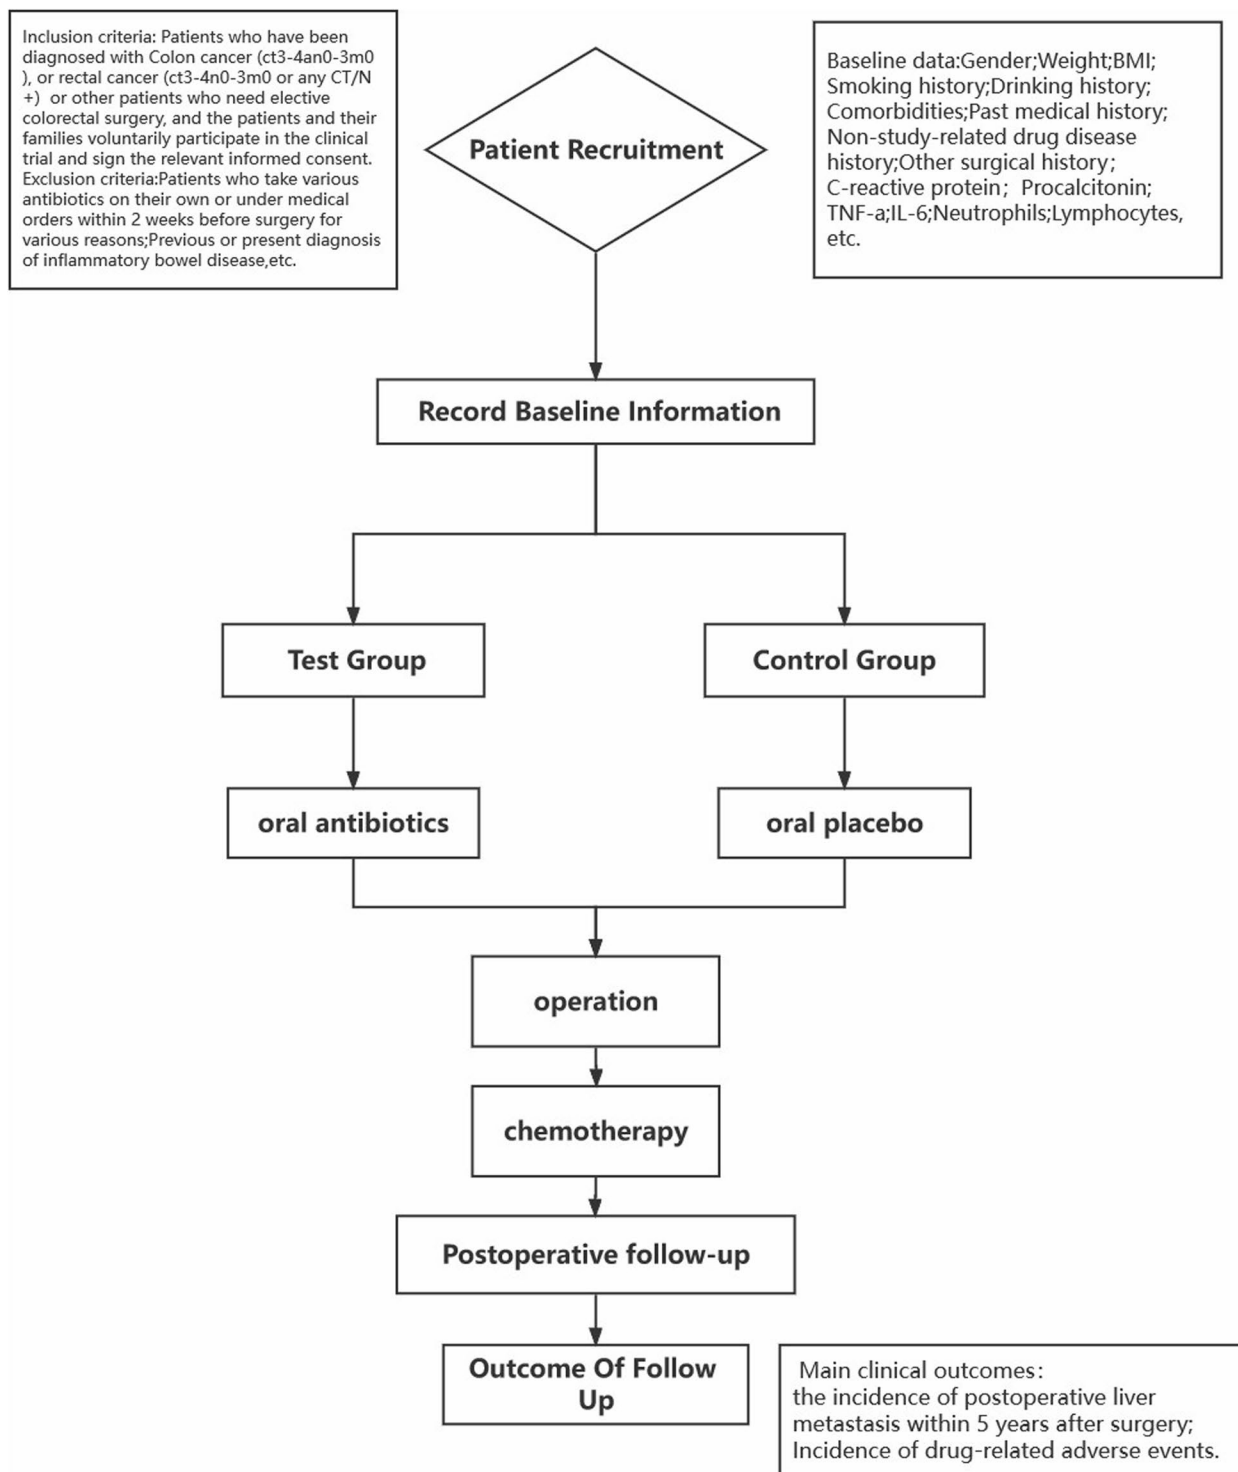 Inclusion criteria: Patients who have been
diagnosed with Colon cancer (ct3-4an0-3m0
), or rectal cancer (ct3-4n0-3m0 or any CT/N
+) or other patients who need elective
colorectal surgery, and the patients and their
families voluntarily participate in the clinical
trial and sign the relevant informed consent.
Exclusion criteria:Patients who take various
antibiotics on their own or under medical
orders within 2 weeks before surgery for
various reasons;Previous or present diagnosis
of inflammatory bowel disease,etc.
Patient Recruitment
Baseline data:Gender;Weight;BMI;
Smoking history;Drinking history;
Comorbidities;Past medical history;
Non-study-related drug disease
history;Other surgical history;
C-reactive protein; Procalcitonin;
TNF-a;IL-6;Neutrophils;Lymphocytes,
etc.
Record Baseline Information
Test Group
Control Group
oral antibiotics
oral placebo
operation
chemotherapy
Postoperative follow-up
Outcome Of Follow
Up
Main clinical outcomes:
the incidence of postoperative liver
metastasis within 5 years after surgery;
Incidence of drug-related adverse events.